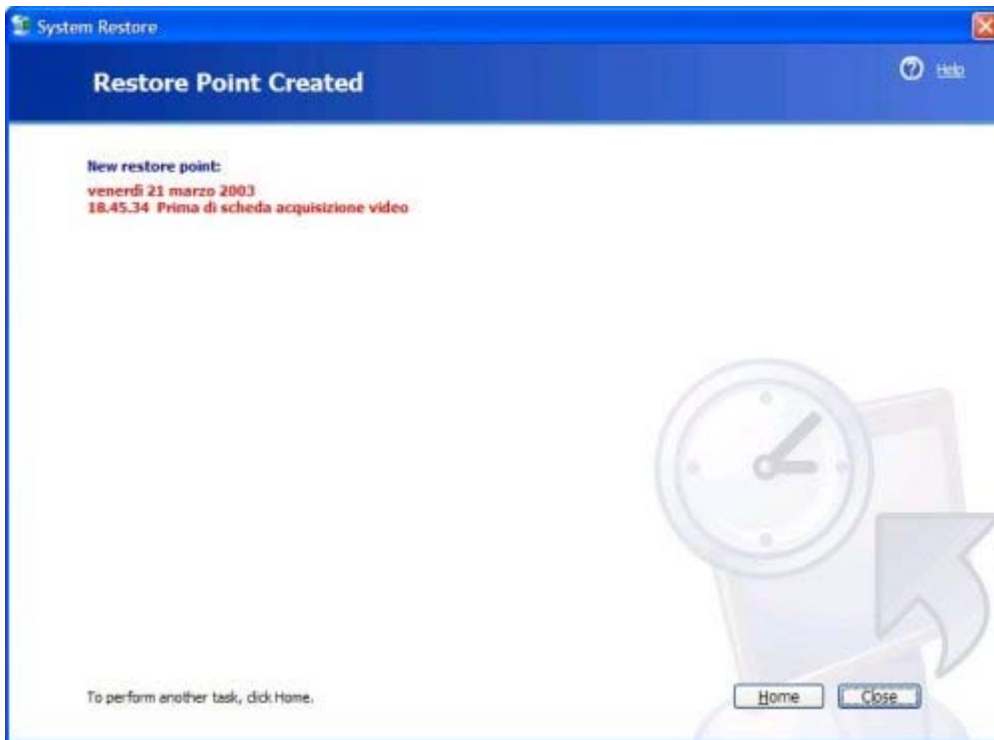 System Restore
Restore Point Created
Help
New restore point:
venerdì 21 marzo 2003
18.45.34 Prima di scheda acquisizione video
To perform another task, click Home.
Home
Close